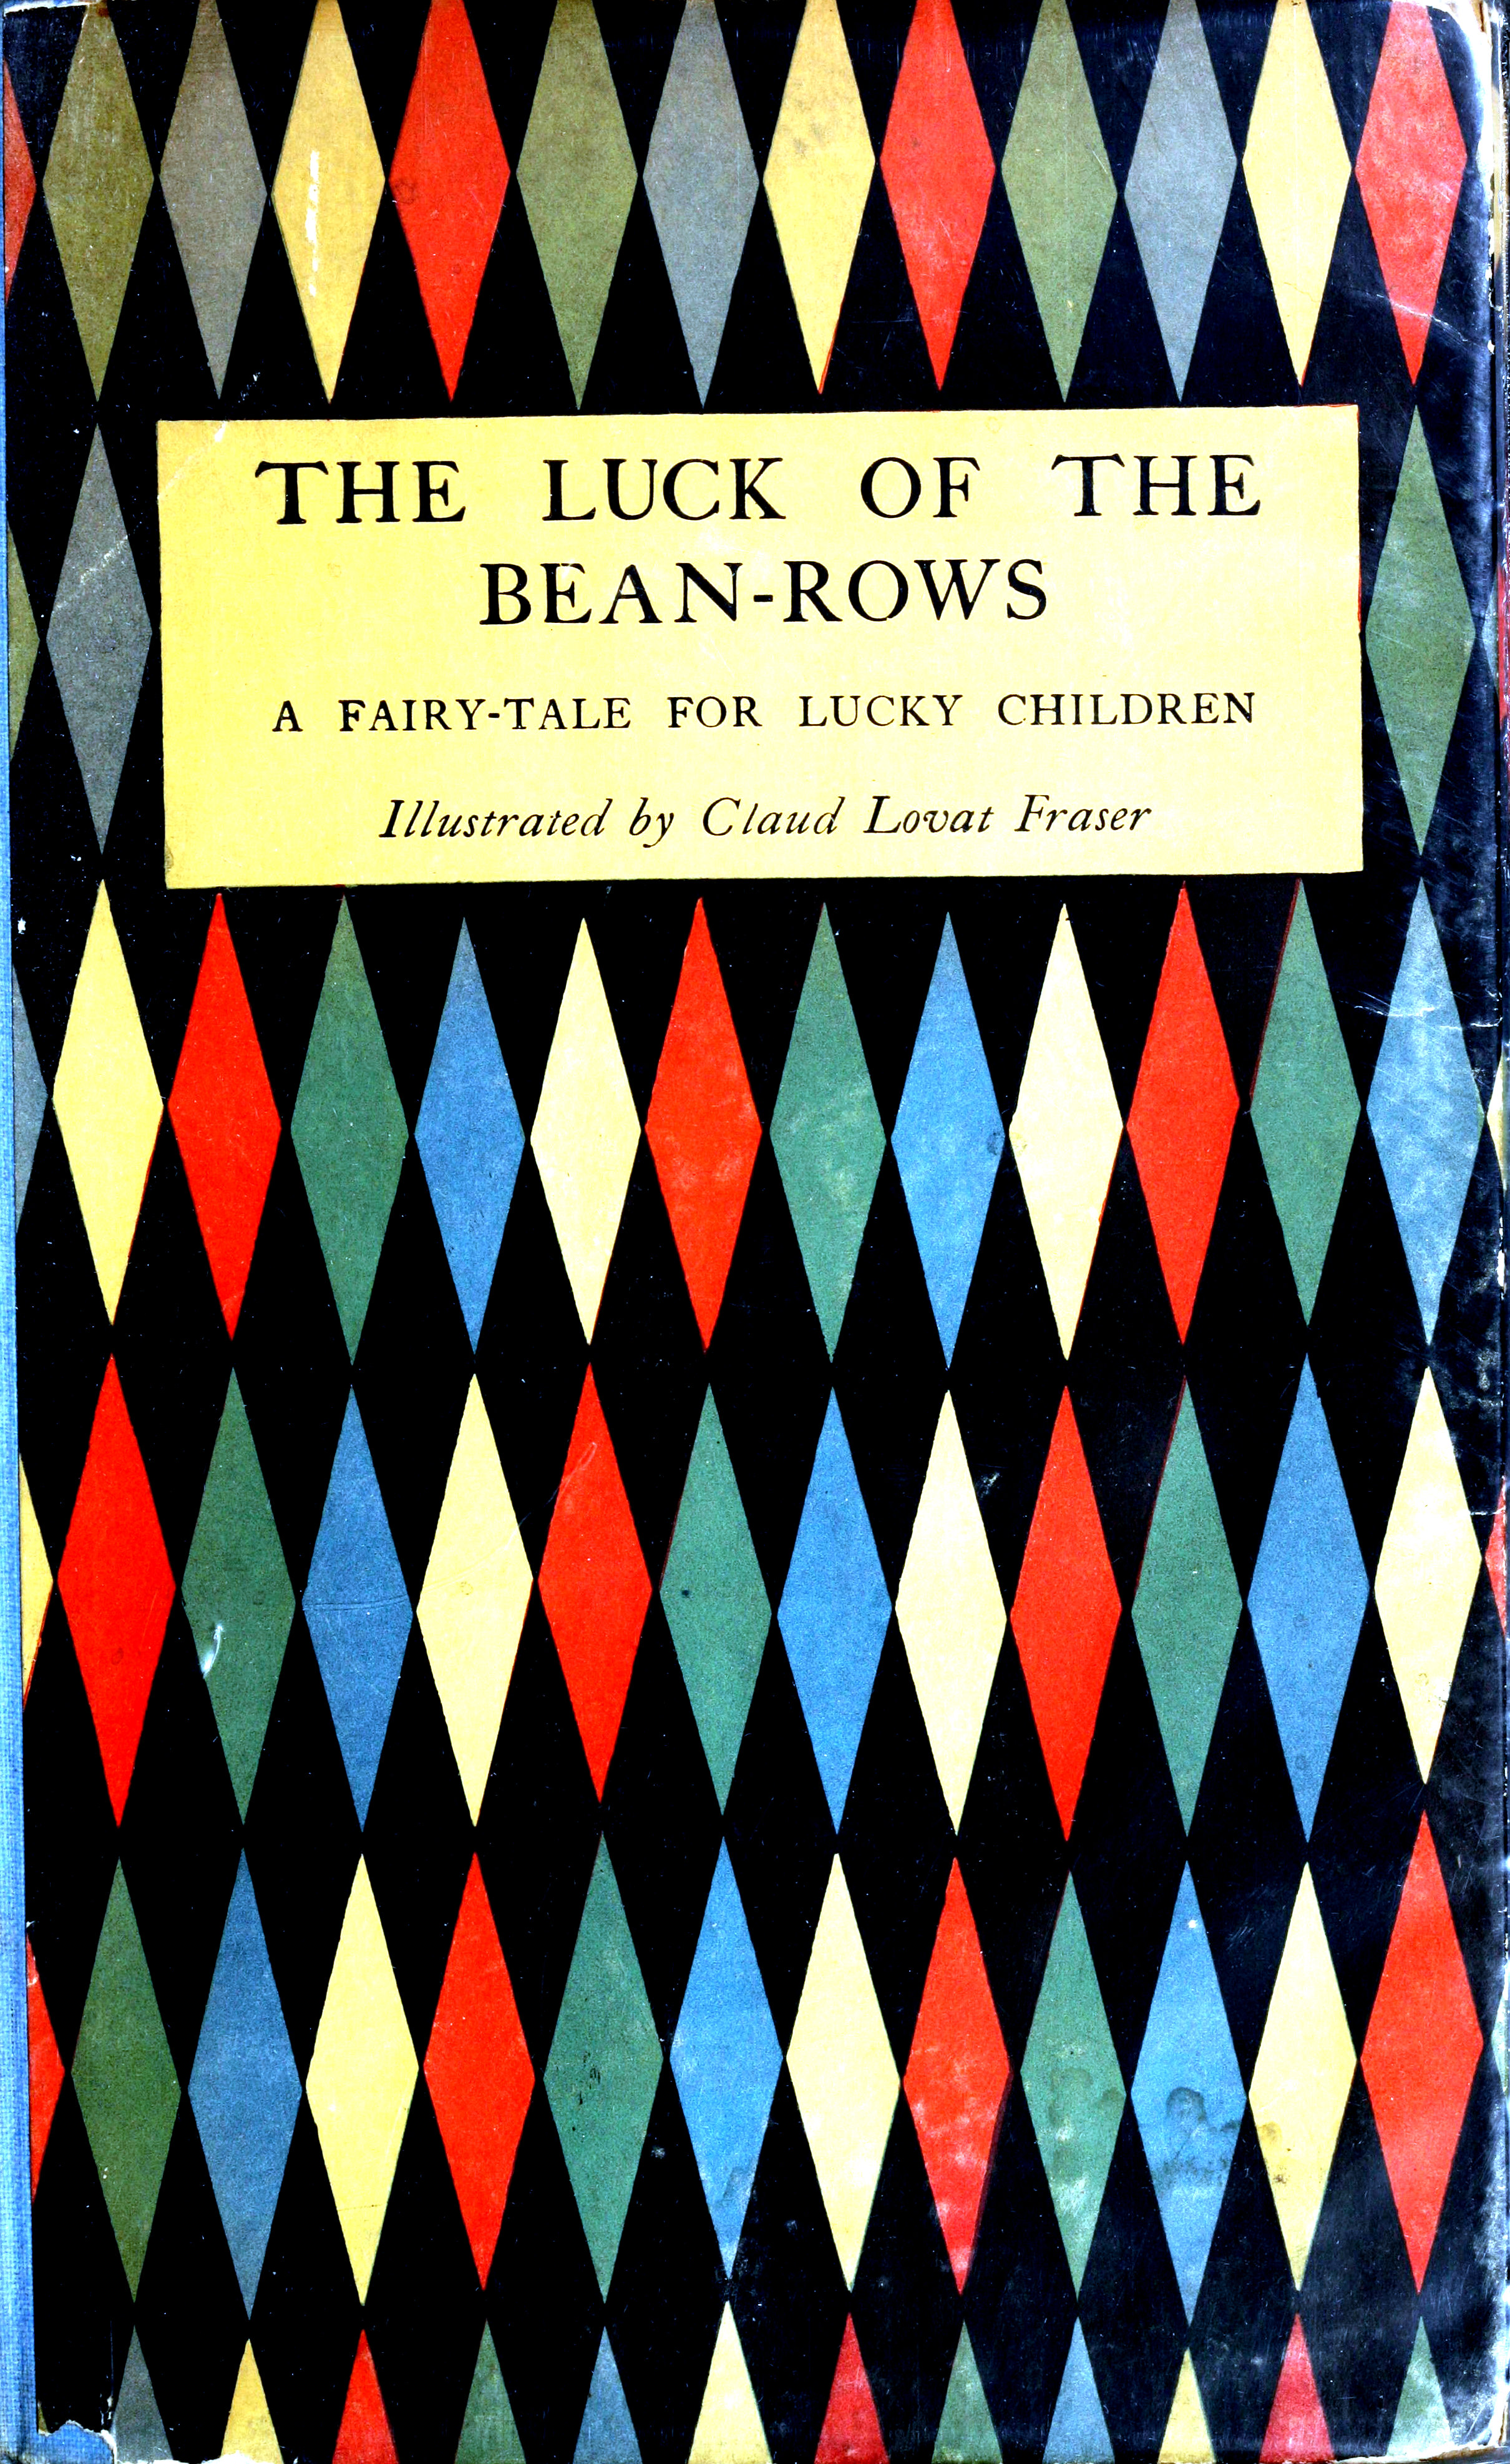 THE LUCK OF THE
BEAN-ROWS
A FAIRY-TALE FOR LUCKY CHILDREN
Illustrated by Claud Lovat Fraser